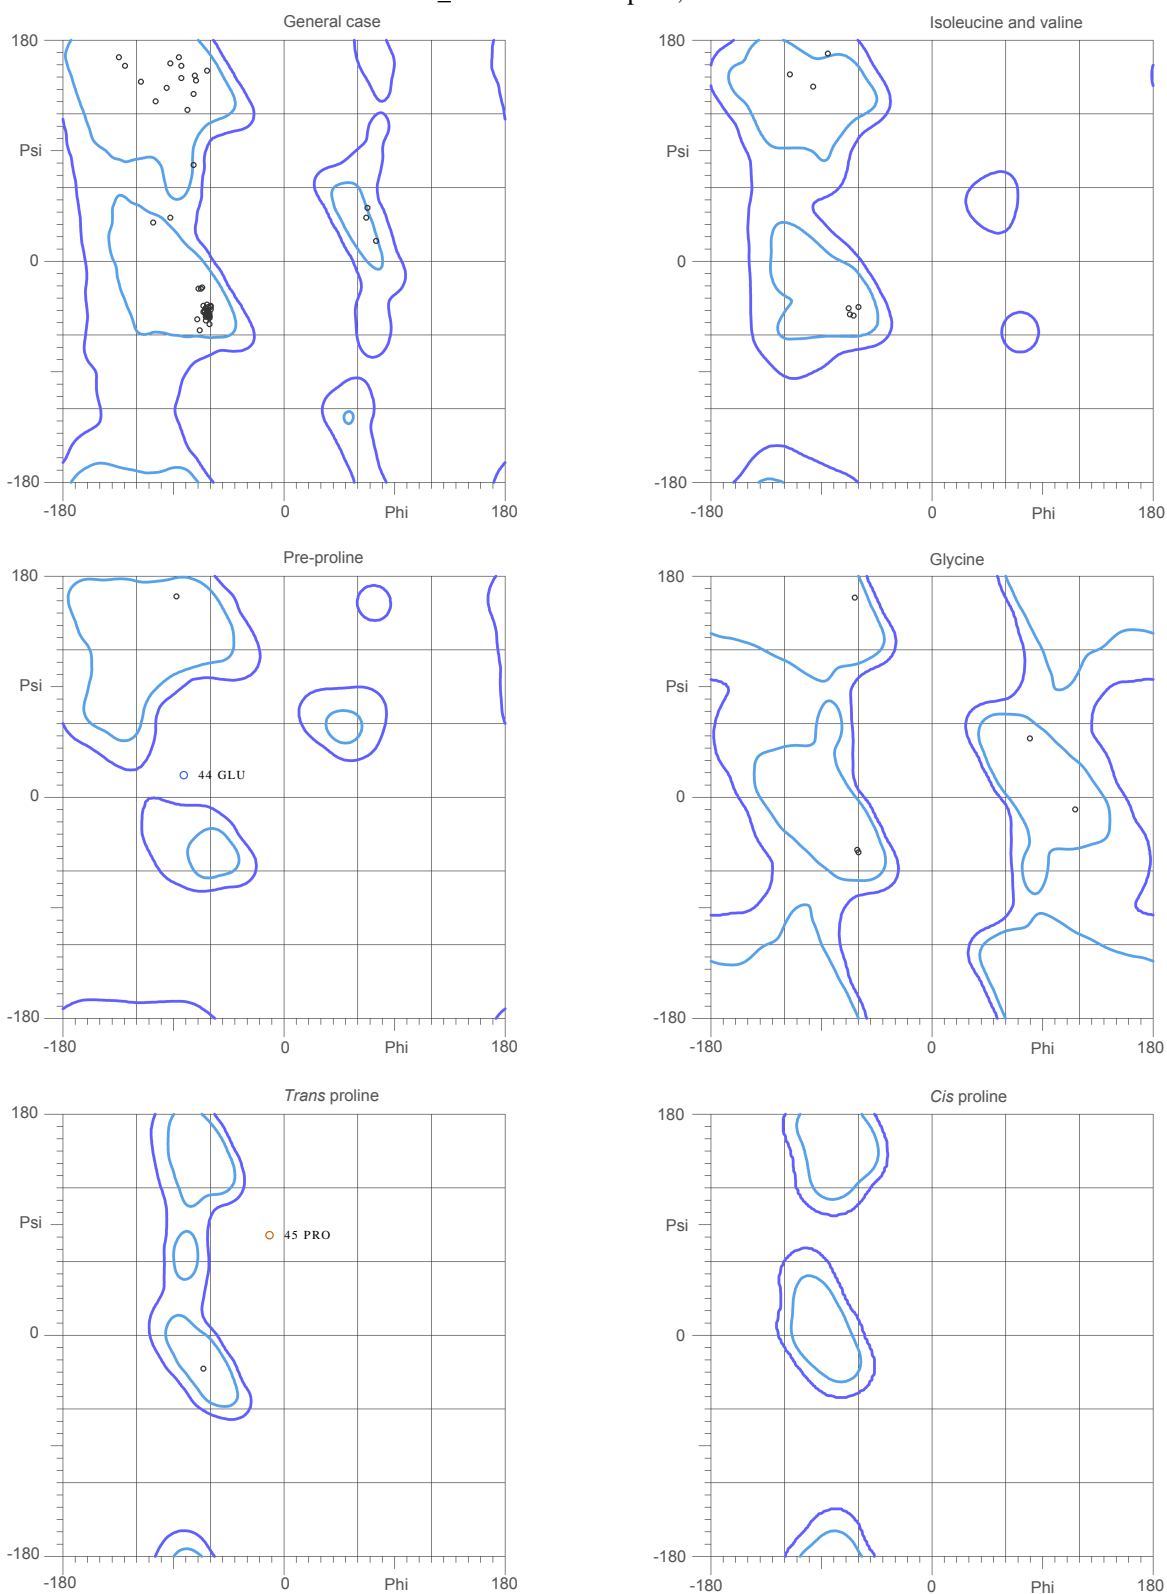 General case
Isoleucine and valine
180
Psi
0
-180
-180
0
Phi
180
180
Psi
0
-180
-180
0
Phi
180
Pre-proline
Glycine
180
Psi
0
-180
-180
0
Phi
180
44 GLU
180
Psi
0
-180
-180
0
Phi
180
Trans proline
Cis proline
180
Psi
0
-180
-180
0
Phi
180
45 PRO
180
Psi
0
-180
-180
0
Phi
180